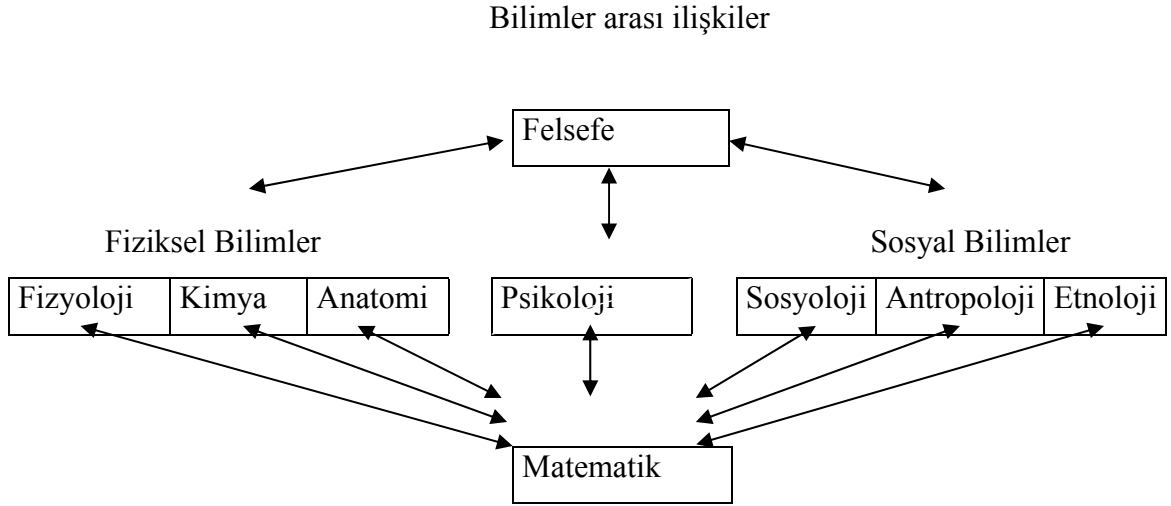 Bilimler arası ilişkiler
Felsefe
Fiziksel Bilimler
Sosyal Bilimler
Fizyoloji Kimya Anatomi
Psikoloji
Sosyoloji Antropoloji Etnoloji
Matematik